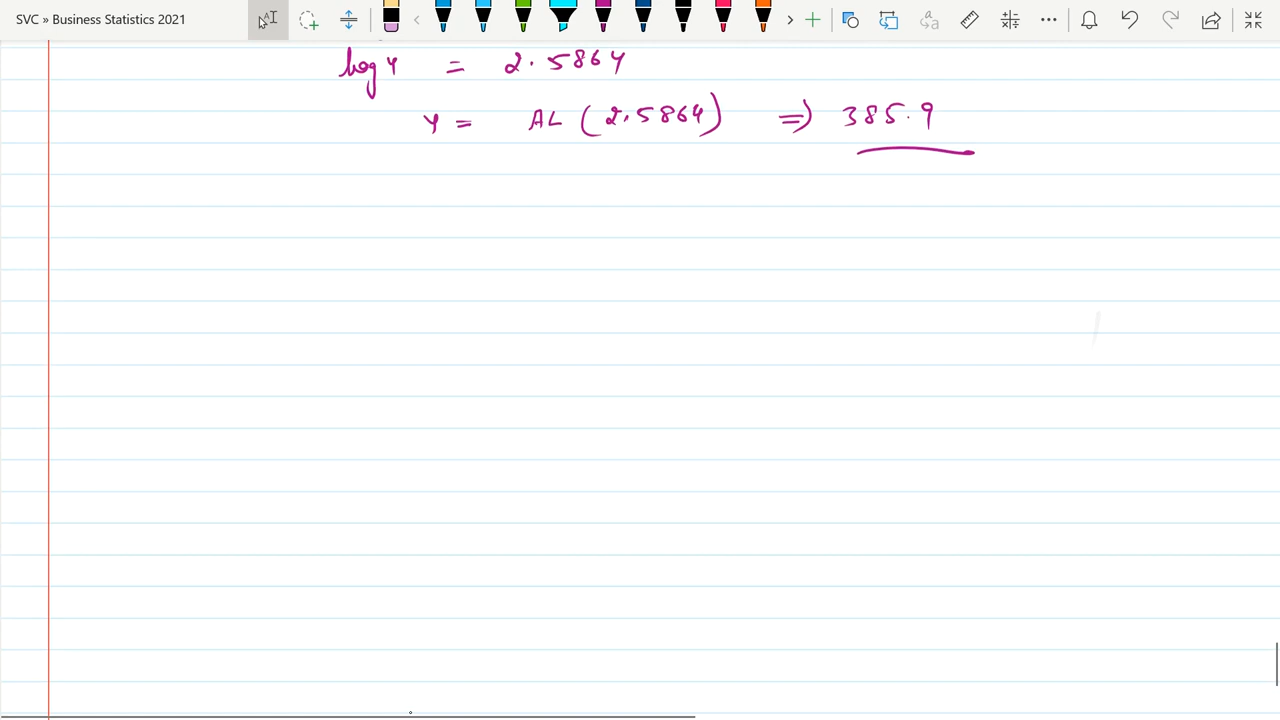 SVC » Business Statistics 2021
log Y = 2.5864
Y = AL (2.5864) => 385.9